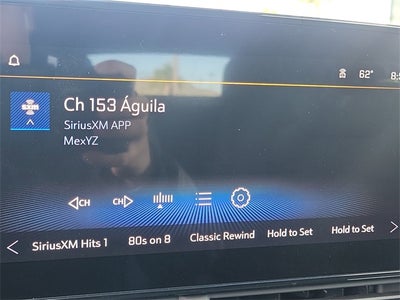 62°
SXM
Ch 153 Águila
SiriusXM APP
MexYZ
CH CH
SiriusXM Hits 1 80s on 8 Classic Rewind Hold to Set Hold to Set